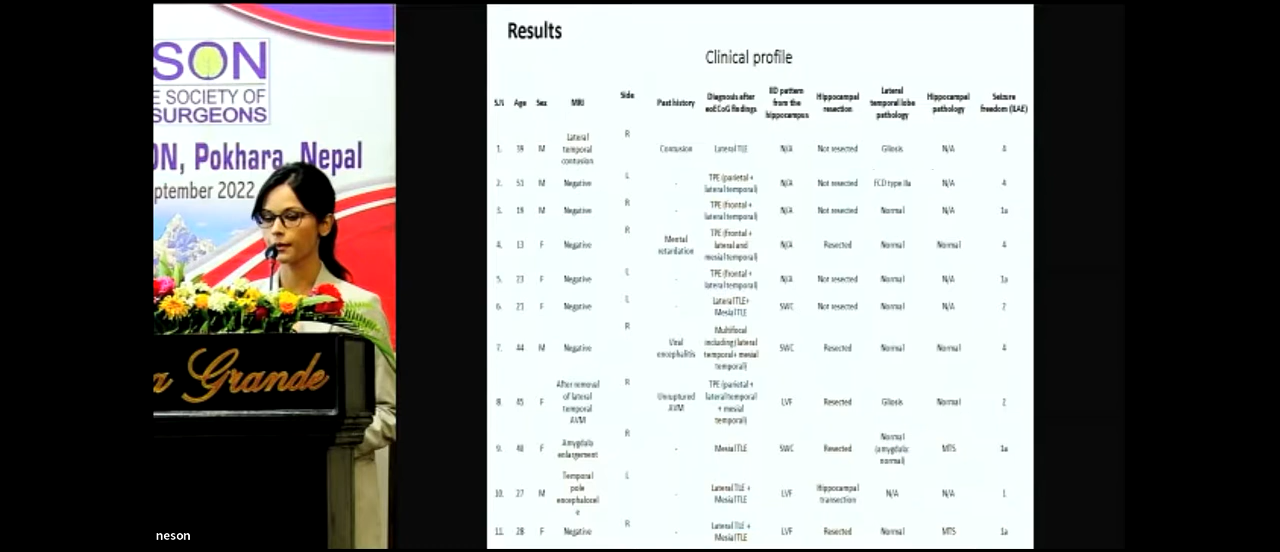 SON
E SOCIETY OF
SURGEONS
ON, Pokhara, Nepal
ptember 2022
a Grande
neson
Results
Clinical profile
S.N Age Sex MRI Side Past history Diagnosis after eoECoG findings IID pattern from the hippocampus Hippocampal resection Lateral temporal lobe pathology Hippocampal pathology Seizure freedom (ILAE)
1. 39 M Lateral temporal contusion R Contusion Lateral TLE N/A Not resected Gliosis N/A 4
2. 51 M Negative L - TPE (parietal + lateral temporal) N/A Not resected FCD type IIa N/A 4
3. 19 M Negative R - TPE (frontal + lateral temporal) N/A Not resected Normal N/A 1a
4. 13 F Negative R Mental retardation TPE (frontal + lateral and mesial temporal) N/A Resected Normal Normal 4
5. 23 F Negative L - TPE (frontal + lateral temporal) N/A Not resected Normal N/A 1a
6. 21 F Negative L - Lateral TLE+ Mesial TLE SWC Not resected Normal N/A 2
7. 44 M Negative R Viral encephalitis Multifocal including (lateral temporal+ mesial temporal) SWC Resected Normal Normal 4
8. 45 F After removal of lateral temporal AVM R Unruptured AVM TPE (parietal + lateral temporal + mesial temporal) LVF Resected Gliosis Normal 2
9. 40 F Amygdala enlargement R - Mesial TLE SWC Resected Normal (amygdala: normal) MTS 1a
10. 27 M Temporal pole encephalocele L - Lateral TLE + Mesial TLE LVF Hippocampal transection N/A N/A 1
11. 28 F Negative R - Lateral TLE + Mesial TLE LVF Resected Normal MTS 1a